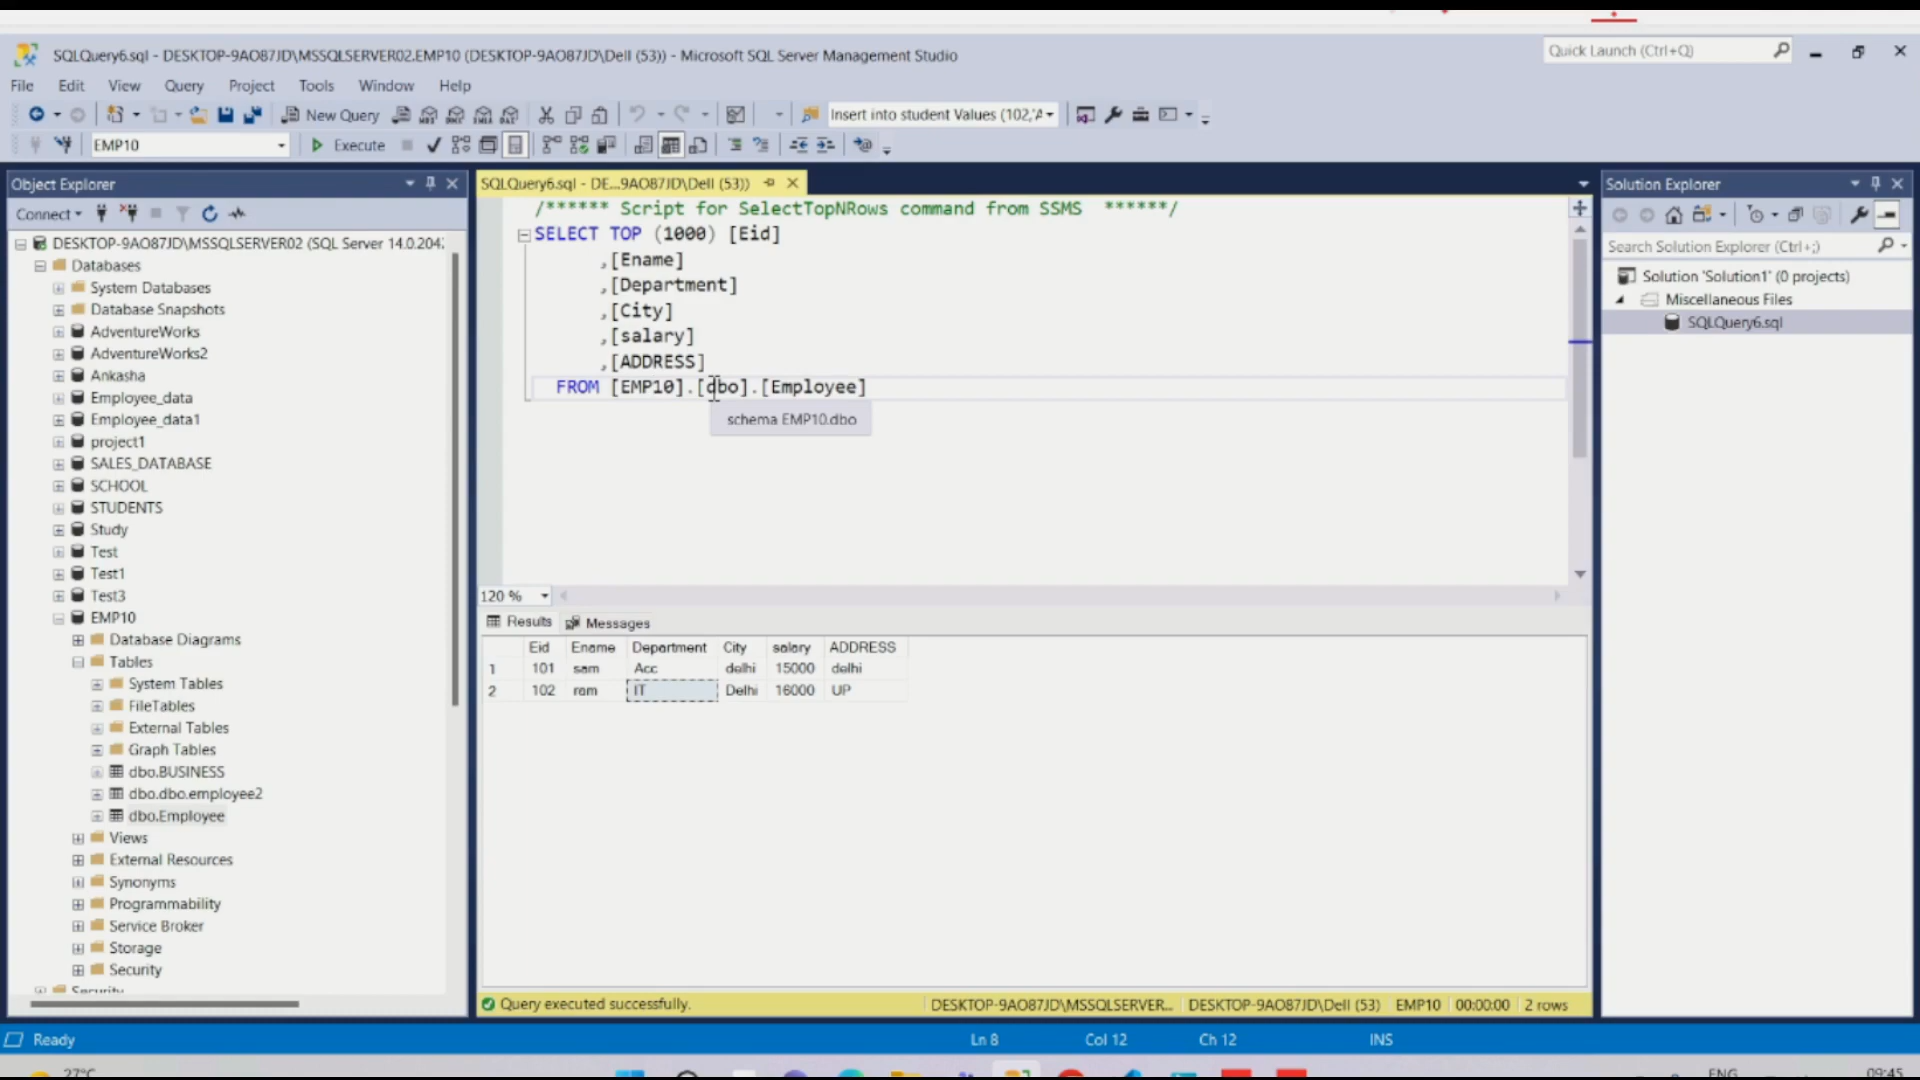 SQLQuery6.sql - DESKTOP-9AO87JD\MSSQLSERVER02.EMP10 (DESKTOP-9AO87JD\Dell (53)) - Microsoft SQL Server Management Studio
Quick Launch (Ctrl+Q)
File Edit View Query Project Tools Window Help
New Query
Insert into student Values (102,'A
EMP10
Execute
Object Explorer
Connect
DESKTOP-9AO87JD\MSSQLSERVER02 (SQL Server 14.0.204
Databases
System Databases
Database Snapshots
AdventureWorks
AdventureWorks2
Ankasha
Employee_data
Employee_data1
project1
SALES_DATABASE
SCHOOL
STUDENTS
Study
Test
Test1
Test3
EMP10
Database Diagrams
Tables
System Tables
FileTables
External Tables
Graph Tables
dbo.BUSINESS
dbo.dbo.employee2
dbo.Employee
Views
External Resources
Synonyms
Programmability
Service Broker
Storage
Security
Security
SQLQuery6.sql - DE...9AO87JD\Dell (53))
/****** Script for SelectTopNRows command from SSMS ******/
SELECT TOP (1000) [Eid]
,[Ename]
,[Department]
,[City]
,[salary]
,[ADDRESS]
FROM [EMP10].[dbo].[Employee]
schema EMP10.dbo
120 %
Results Messages
Eid Ename Department City salary ADDRESS
1 101 sam Acc delhi 15000 delhi
2 102 ram IT Delhi 16000 UP
Query executed successfully.
DESKTOP-9AO87JD\MSSQLSERVER... DESKTOP-9AO87JD\Dell (53) EMP10 00:00:00 2 rows
Solution Explorer
Search Solution Explorer (Ctrl+;)
Solution 'Solution1' (0 projects)
Miscellaneous Files
SQLQuery6.sql
Ready
Ln 8 Col 12 Ch 12 INS
27°C
ENG
09:45